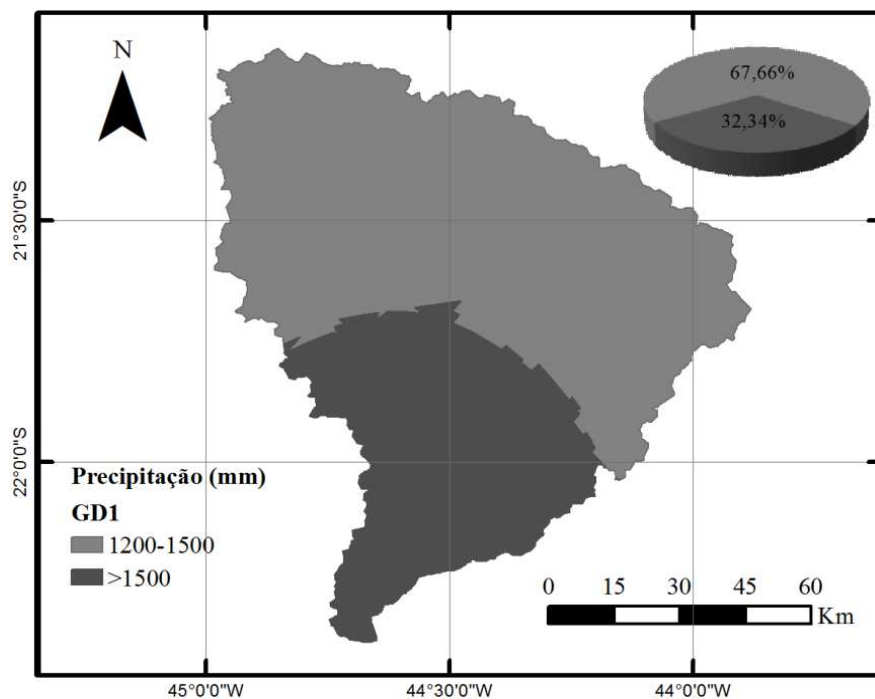 N
67,66%
32,34%
21°30'0"S
22°0'0"S
Precipitação (mm)
GD1
1200-1500
>1500
0 15 30 45 60
Km
45°0'0"W 44°30'0"W 44°0'0"W